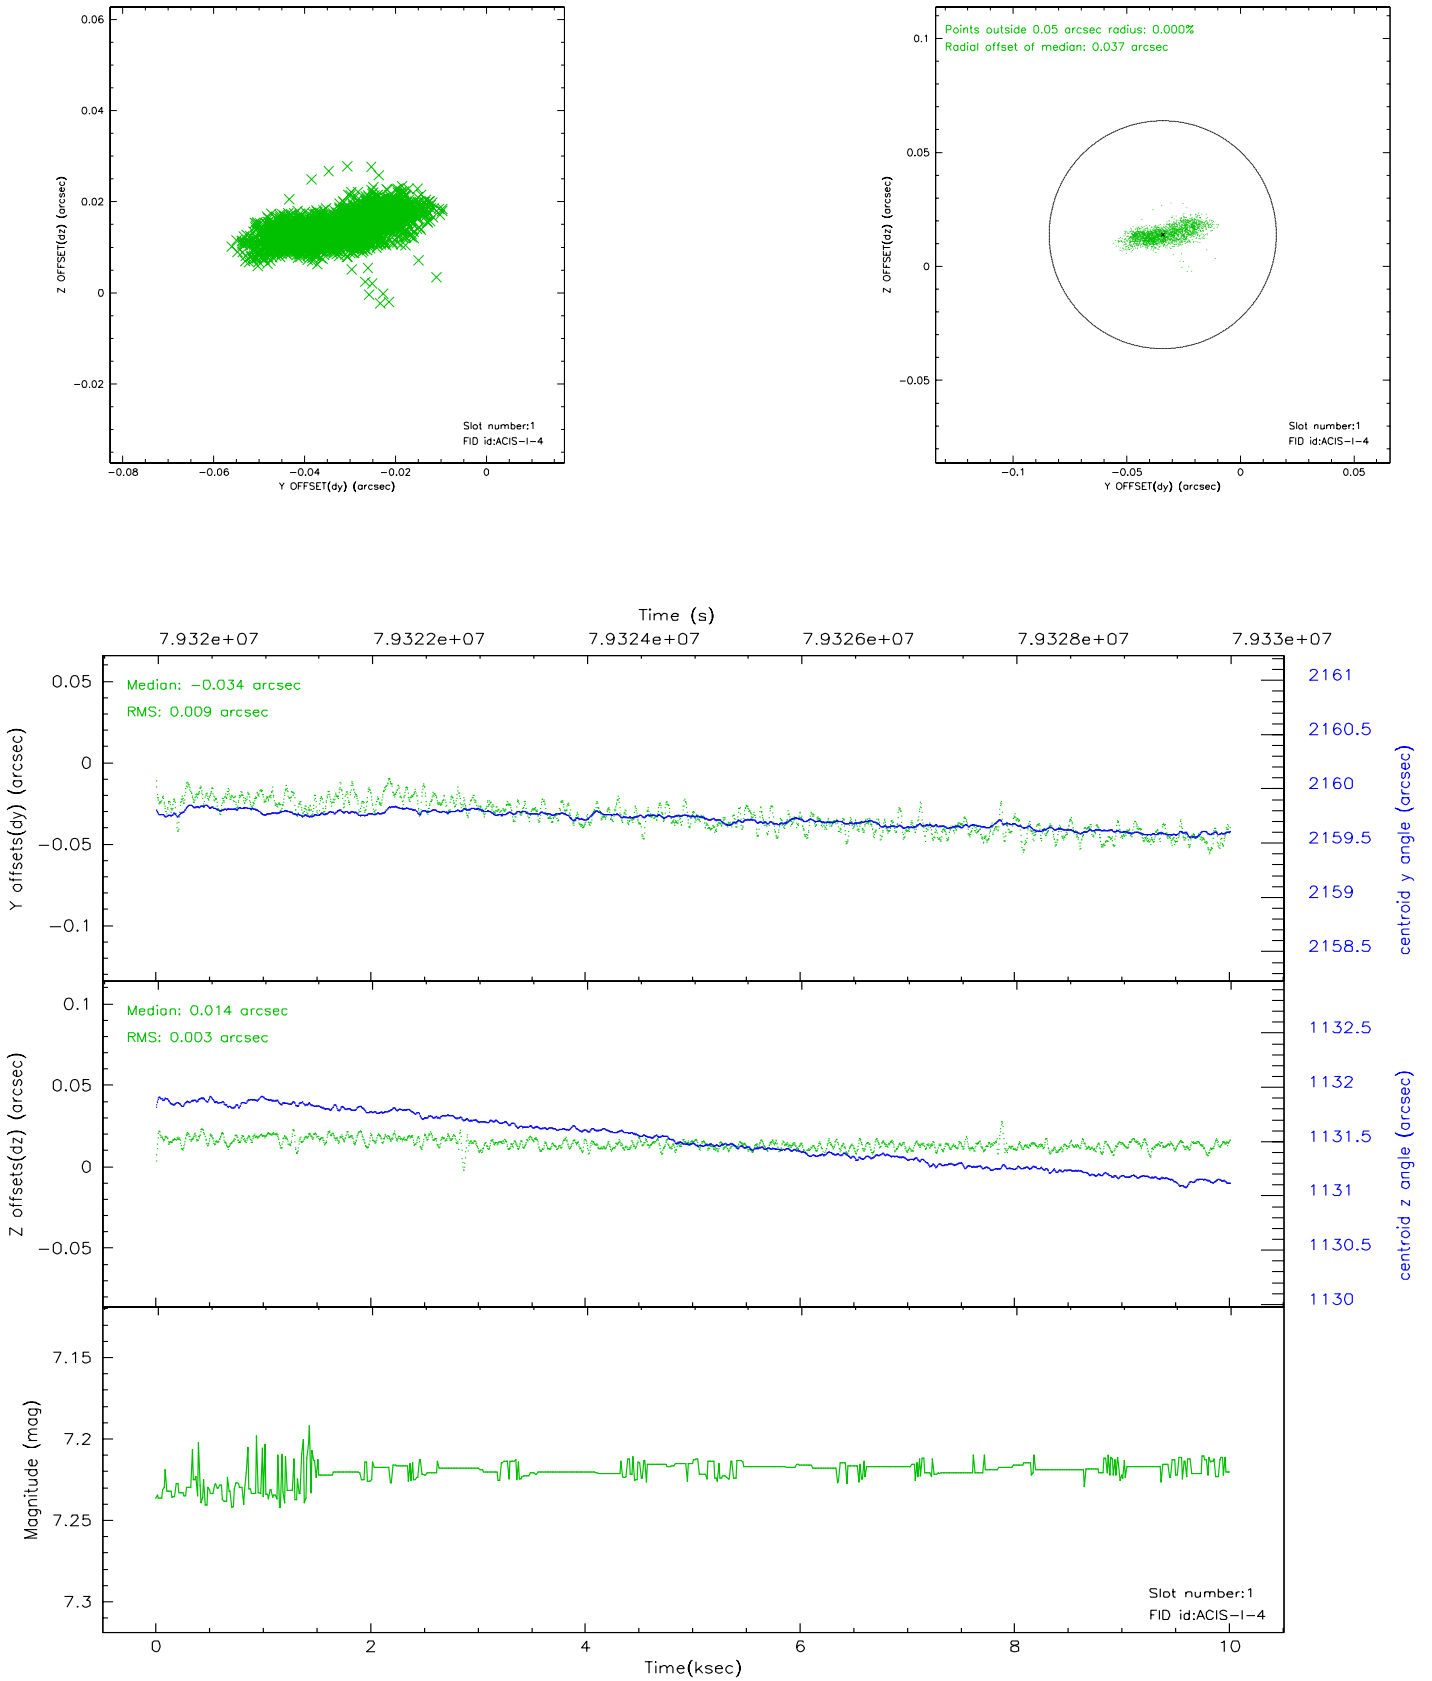 0.06
0.04
0.02
0
−0.02
Z OFFSET(dz) (arcsec)
Slot number:1
FID id:ACIS−I−4
−0.08 −0.06 −0.04 −0.02 0
Y OFFSET(dy) (arcsec)
Points outside 0.05 arcsec radius: 0.000%
Radial offset of median: 0.037 arcsec
0.1
0.05
0
−0.05
Z OFFSET(dz) (arcsec)
Slot number:1
FID id:ACIS−I−4
−0.1 −0.05 0 0.05
Y OFFSET(dy) (arcsec)
Time (s)
7.932e+07 7.9322e+07 7.9324e+07 7.9326e+07 7.9328e+07 7.933e+07
Median: −0.034 arcsec
RMS: 0.009 arcsec
0.05
0
−0.05
−0.1
Y offsets(dy) (arcsec)
2161
2160.5
2160
2159.5
2159
2158.5
centroid y angle (arcsec)
Median: 0.014 arcsec
RMS: 0.003 arcsec
0.1
0.05
0
−0.05
Z offsets(dz) (arcsec)
1132.5
1132
1131.5
1131
1130.5
1130
centroid z angle (arcsec)
7.15
7.2
7.25
7.3
Magnitude (mag)
Slot number:1
FID id:ACIS−I−4
0 2 4 6 8 10
Time(ksec)